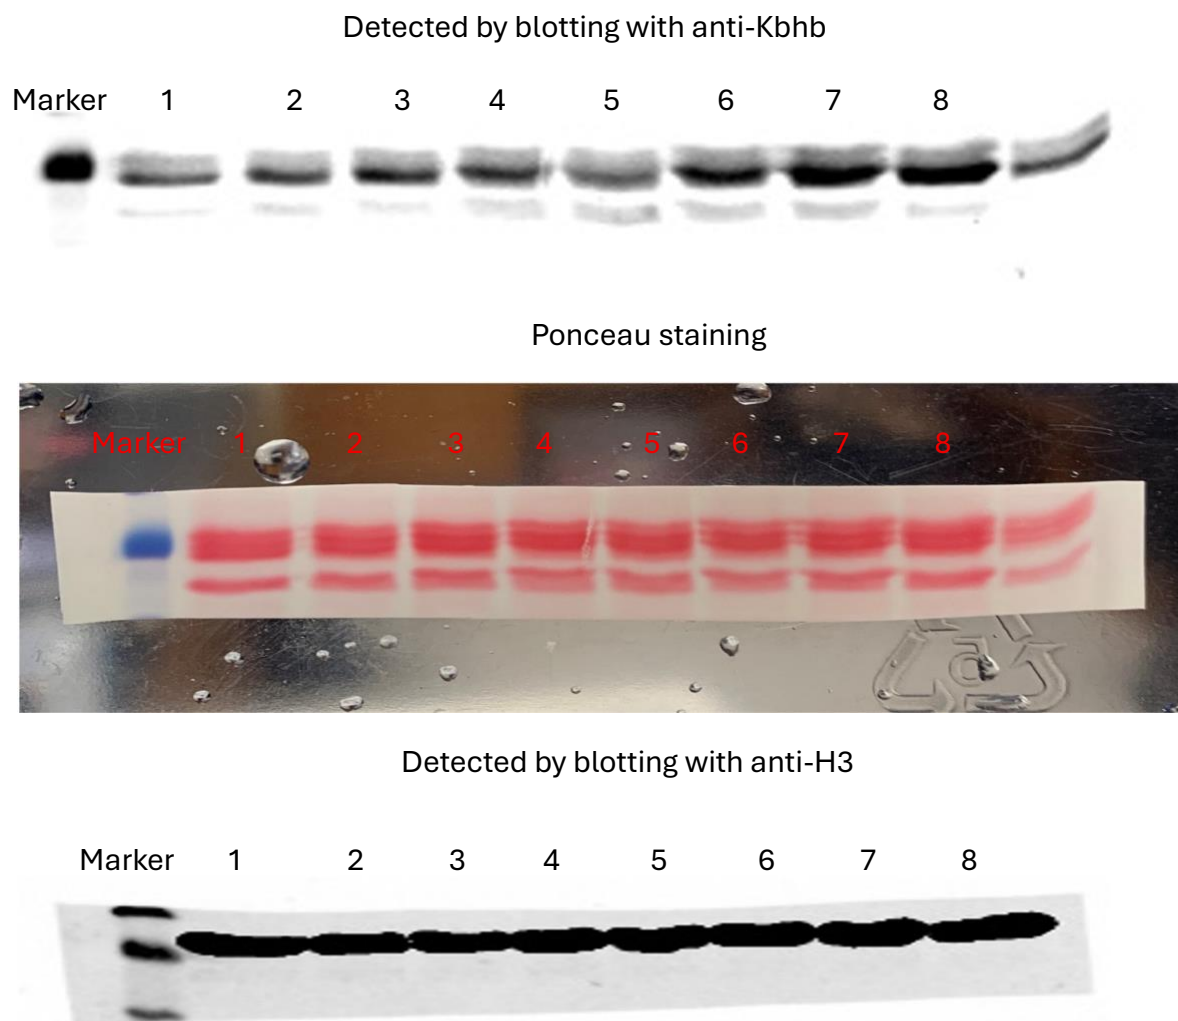 Detected by blotting with anti-Kbhb
Marker 1 2 3 4 5 6 7 8
Ponceau staining
Marker 1 2 3 4 5 6 7 8
5
Detected by blotting with anti-H3
Marker 1 2 3 4 5 6 7 8